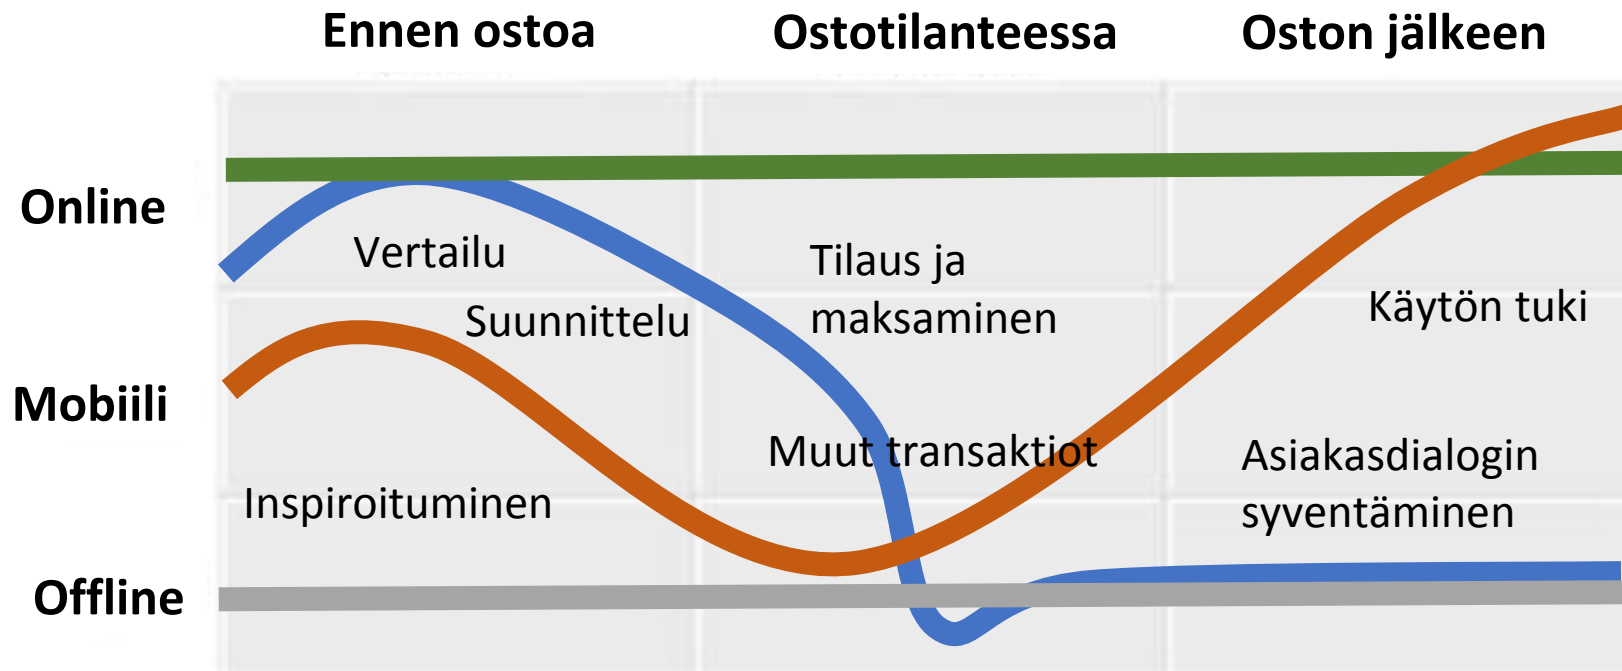 Ennen ostoa
Ostotilanteessa
Oston jälkeen
Online
Vertailu
Tilaus ja
maksaminen
Suunnittelu
Käytön tuki
Mobiili
Muut transaktiot
Asiakasdialogin
syventäminen
Inspiroituminen
Offline